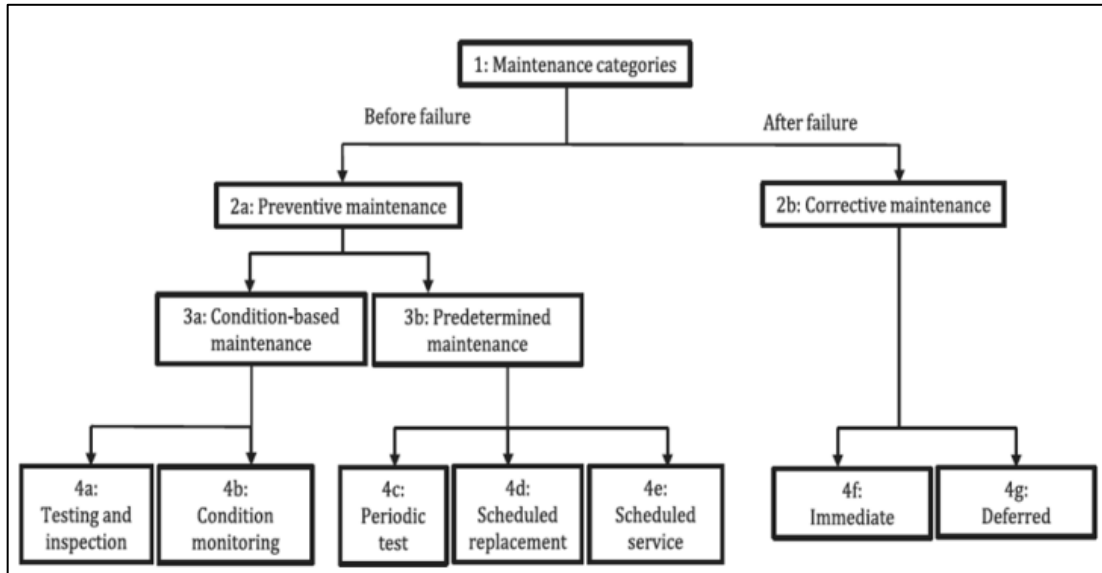 1: Maintenance categories
Before failure
After failure
2a: Preventive maintenance
2b: Corrective maintenance
3a: Condition-based
maintenance
3b: Predetermined
maintenance
4a:
Testing and
inspection
4b:
Condition
monitoring
4c:
Periodic
test
4d:
Scheduled
replacement
4e:
Scheduled
service
4f:
Immediate
4g:
Deferred